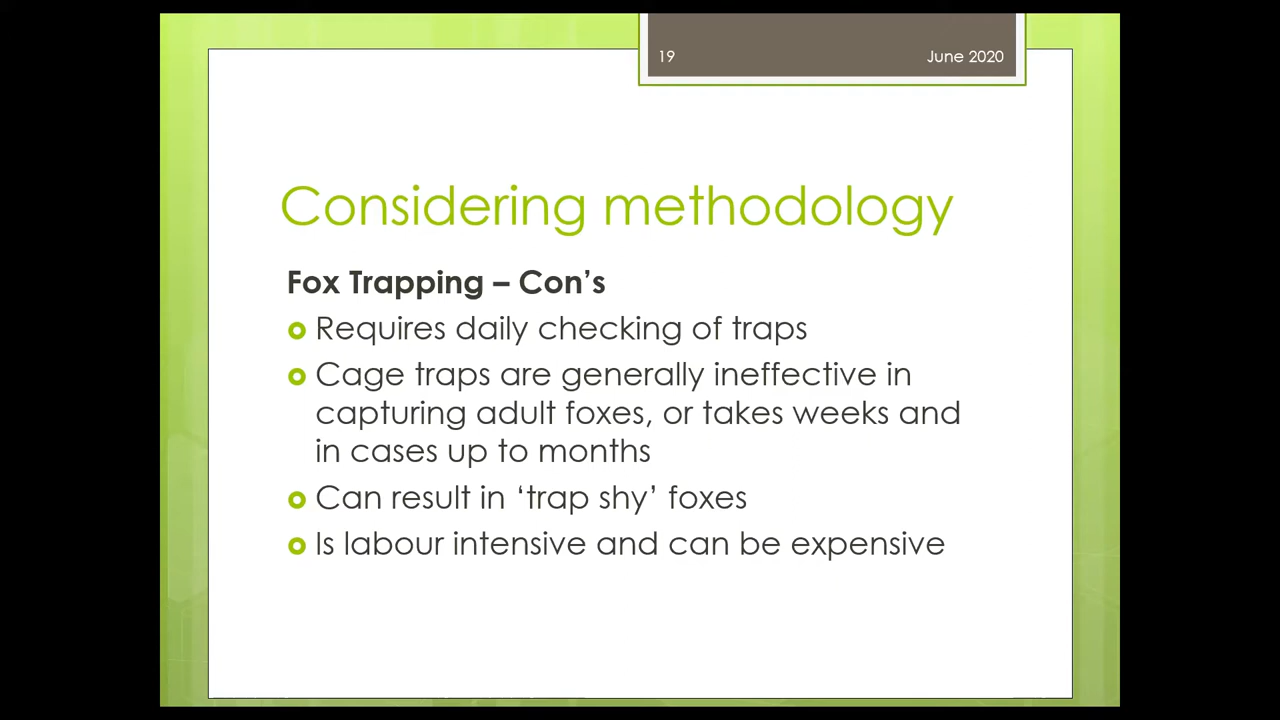 19 June 2020
Considering methodology
Fox Trapping – Con’s
Requires daily checking of traps
Cage traps are generally ineffective in
capturing adult foxes, or takes weeks and
in cases up to months
Can result in ‘trap shy’ foxes
Is labour intensive and can be expensive